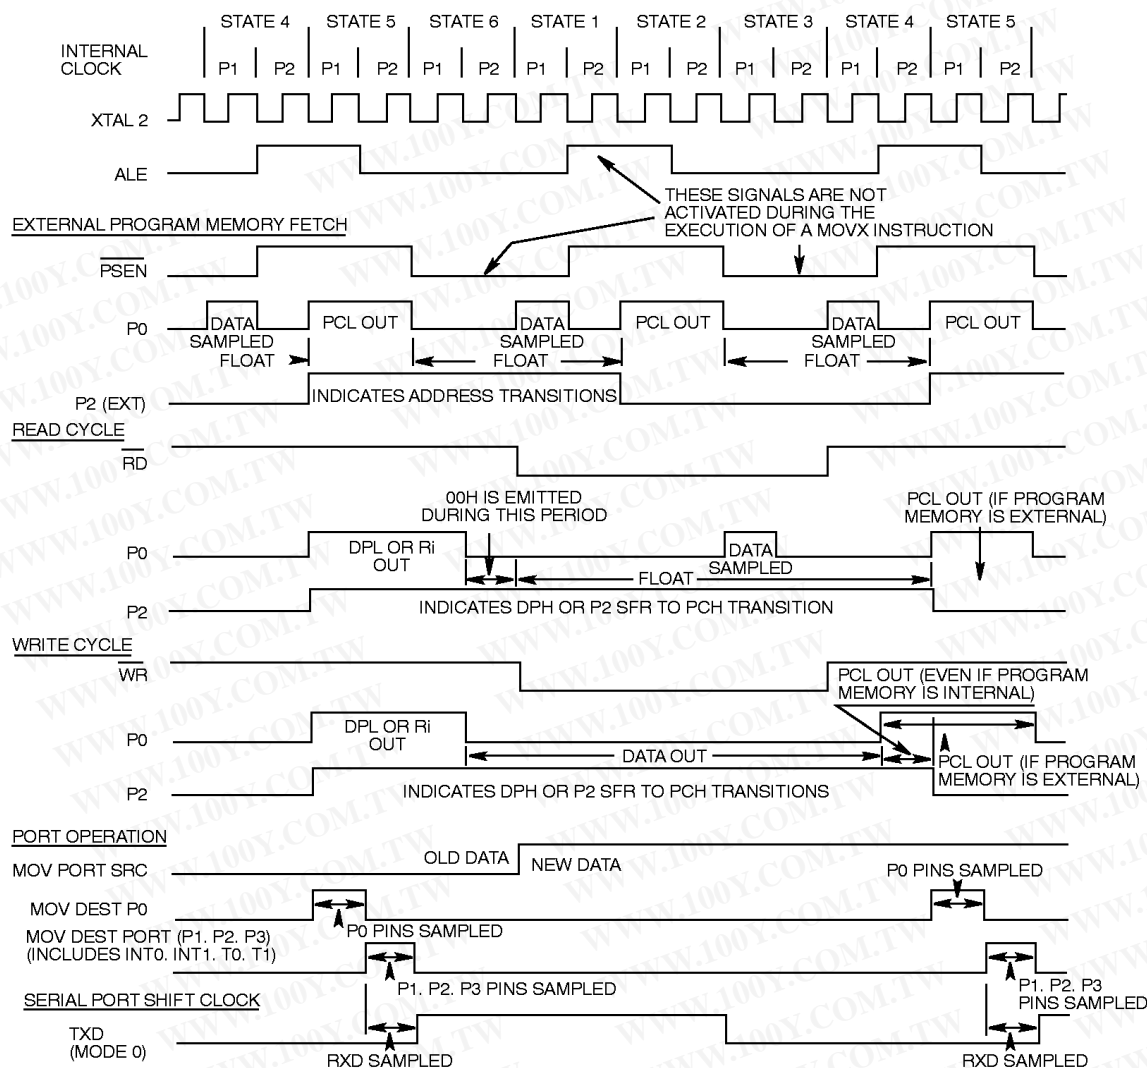 STATE 4 STATE 5 STATE 6 STATE 1 STATE 2 STATE 3 STATE 4 STATE 5
INTERNAL
CLOCK
P1 P2 P1 P2 P1 P2 P1 P2 P1 P2 P1 P2 P1 P2 P1 P2
XTAL 2
ALE
THESE SIGNALS ARE NOT
ACTIVATED DURING THE
EXECUTION OF A MOVX INSTRUCTION
EXTERNAL PROGRAM MEMORY FETCH
PSEN
P0
DATA PCL OUT DATA PCL OUT DATA PCL OUT
SAMPLED SAMPLED SAMPLED
FLOAT FLOAT FLOAT
P2 (EXT)
INDICATES ADDRESS TRANSITIONS
READ CYCLE
RD
00H IS EMITTED
DURING THIS PERIOD
PCL OUT (IF PROGRAM
MEMORY IS EXTERNAL)
P0
DPL OR Ri
OUT
DATA
SAMPLED
FLOAT
P2
INDICATES DPH OR P2 SFR TO PCH TRANSITION
WRITE CYCLE
WR
PCL OUT (EVEN IF PROGRAM
MEMORY IS INTERNAL)
P0
DPL OR Ri
OUT
DATA OUT
PCL OUT (IF PROGRAM
MEMORY IS EXTERNAL)
P2
INDICATES DPH OR P2 SFR TO PCH TRANSITIONS
PORT OPERATION
MOV PORT SRC
OLD DATA NEW DATA
P0 PINS SAMPLED
MOV DEST P0
P0 PINS SAMPLED
MOV DEST PORT (P1. P2. P3)
(INCLUDES INT0. INT1. T0. T1)
P1. P2. P3 PINS SAMPLED
P1. P2. P3
PINS SAMPLED
SERIAL PORT SHIFT CLOCK
TXD
(MODE 0)
RXD SAMPLED
RXD SAMPLED
WWW.100Y.COM.TW